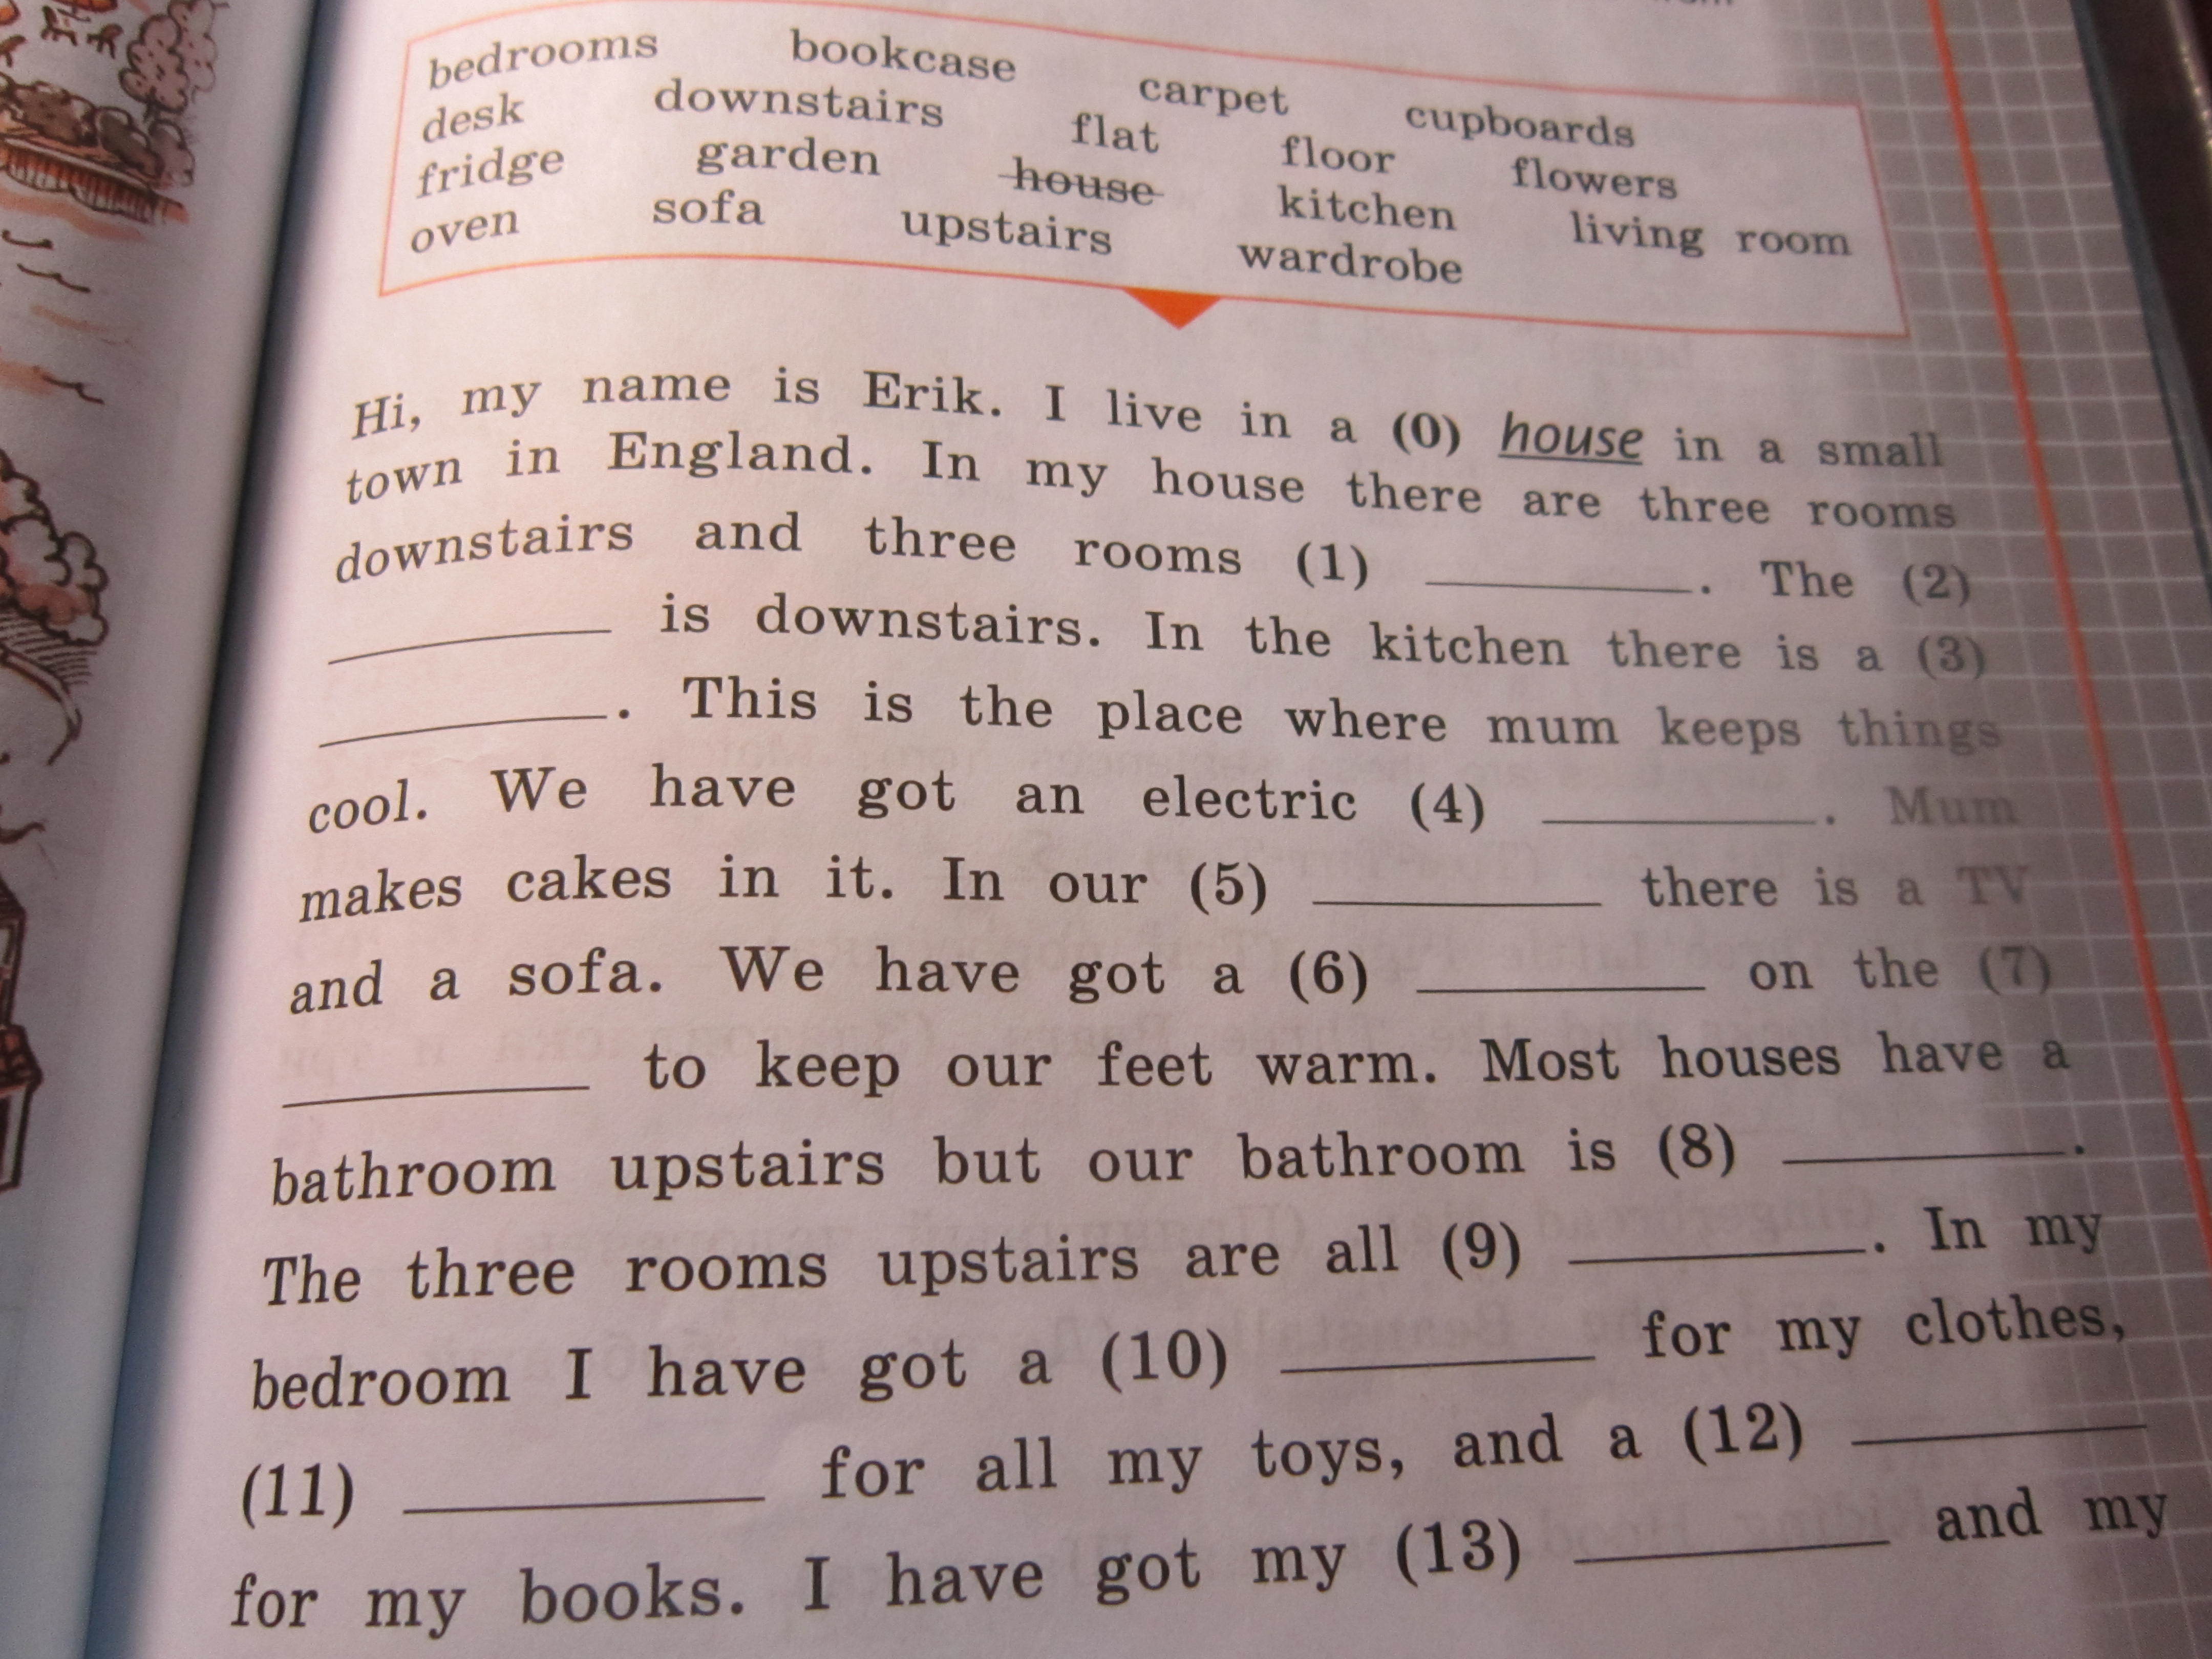 bedrooms bookcase carpet cupboards
desk downstairs flat floor flowers
fridge garden house kitchen living room
oven sofa upstairs wardrobe
Hi, my name is Erik. I live in a (0) house in a small
town in England. In my house there are three rooms
downstairs and three rooms (1) ________. The (2)
________ is downstairs. In the kitchen there is a (3)
________. This is the place where mum keeps things
cool. We have got an electric (4) ________. Mum
makes cakes in it. In our (5) ________ there is a TV
and a sofa. We have got a (6) ________ on the (7)
________ to keep our feet warm. Most houses have a
bathroom upstairs but our bathroom is (8) ________.
The three rooms upstairs are all (9) ________. In my
bedroom I have got a (10) ________ for my clothes,
(11) ________ for all my toys, and a (12) ________
for my books. I have got my (13) ________ and my